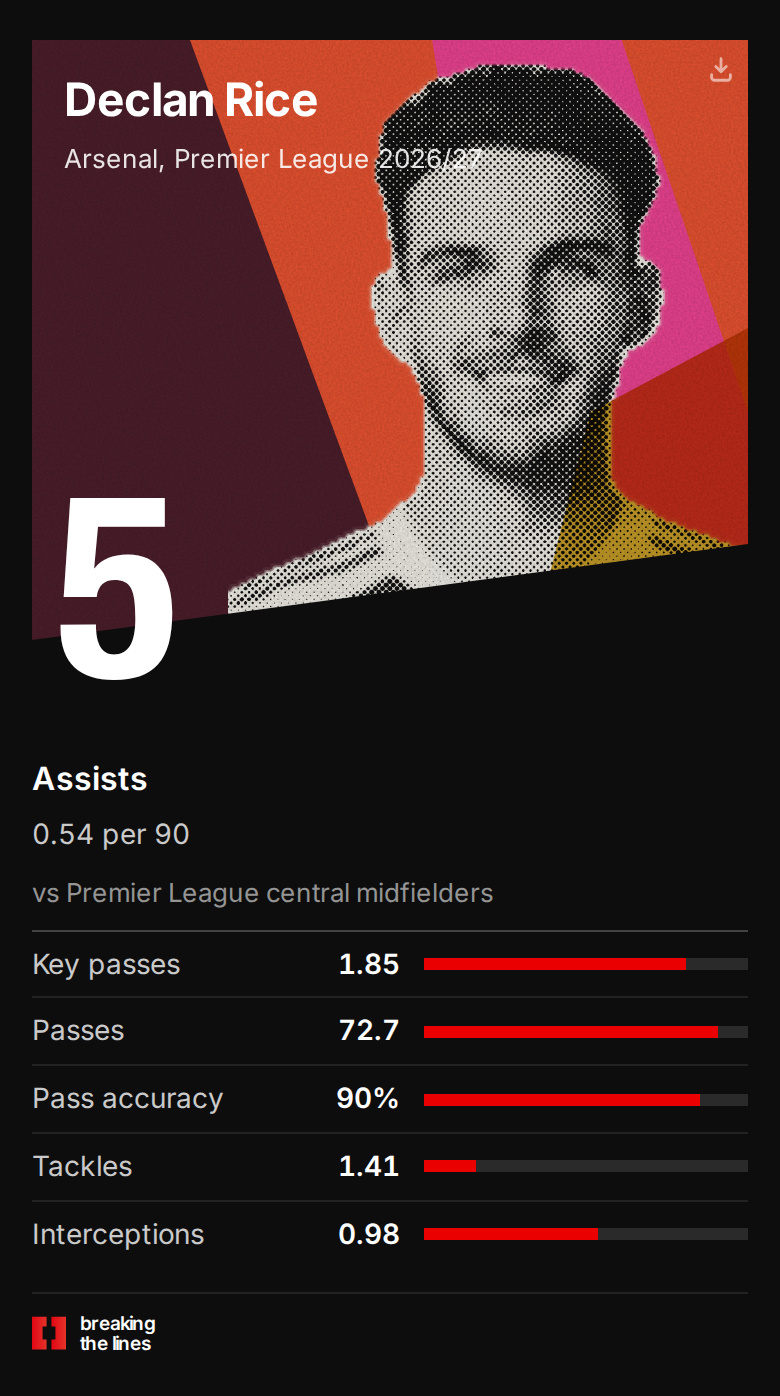 Declan Rice
Arsenal, Premier League 2026/27
5
Assists
0.54 per 90
vs Premier League central midfielders
Key passes 1.85
Passes 72.7
Pass accuracy 90%
Tackles 1.41
Interceptions 0.98
breaking
the lines